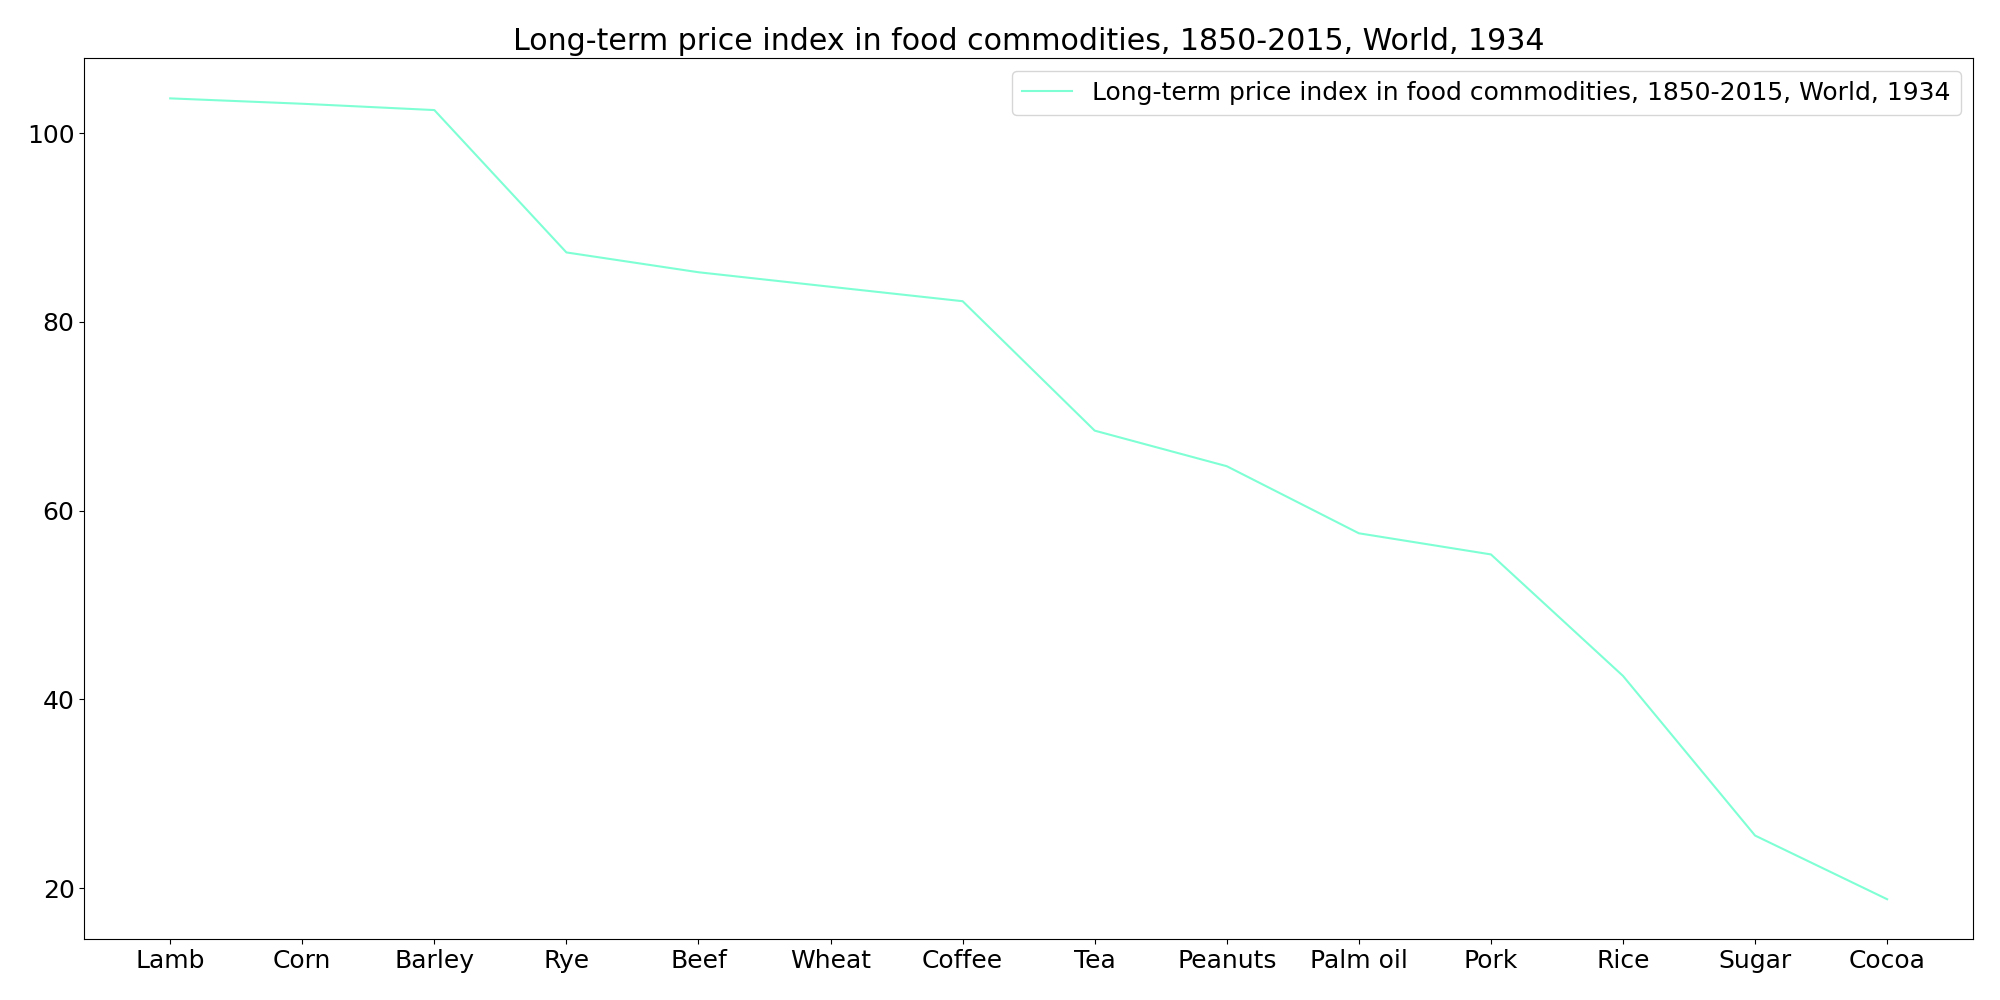 Long-term price index in food commodities, 1850-2015, World, 1934
Long-term price index in food commodities, 1850-2015, World, 1934
100
80
60
40
20
Lamb Corn Barley Rye Beef Wheat Coffee Tea Peanuts Palm oil Pork Rice Sugar Cocoa